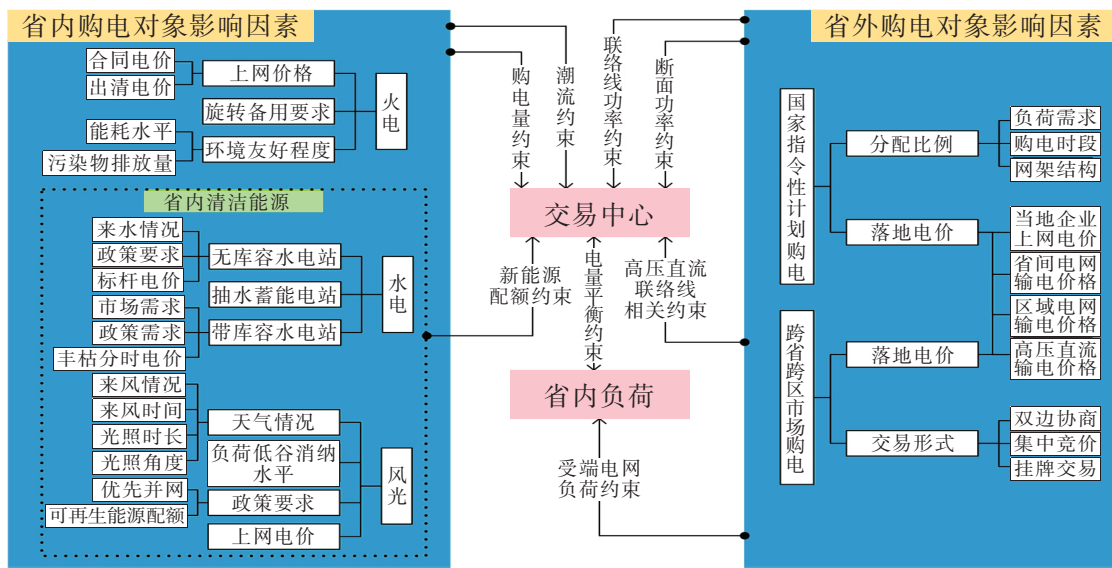 省内购电对象影响因素
合同电价
出清电价
上网价格
旋转备用要求
能耗水平
污染物排放量
环境友好程度
火电
省内清洁能源
来水情况
政策要求
标杆电价
无库容水电站
抽水蓄能电站
市场需求
政策需求
丰枯分时电价
带库容水电站
水电
来风情况
来风时间
光照时长
光照角度
天气情况
负荷低谷消纳
水平
优先并网
可再生能源配额
政策要求
上网电价
风光
购电量约束
潮流约束
联络线功率约束
断面功率约束
交易中心
新能源
配额约束
电量平衡约束
高压直流
联络线
相关约束
省内负荷
受端电网
负荷约束
省外购电对象影响因素
国家指令性计划购电
分配比例
负荷需求
购电时段
网架结构
落地电价
当地企业
上网电价
省间电网
输电价格
区域电网
输电价格
高压直流
输电价格
跨省跨区市场购电
落地电价
交易形式
双边协商
集中竞价
挂牌交易